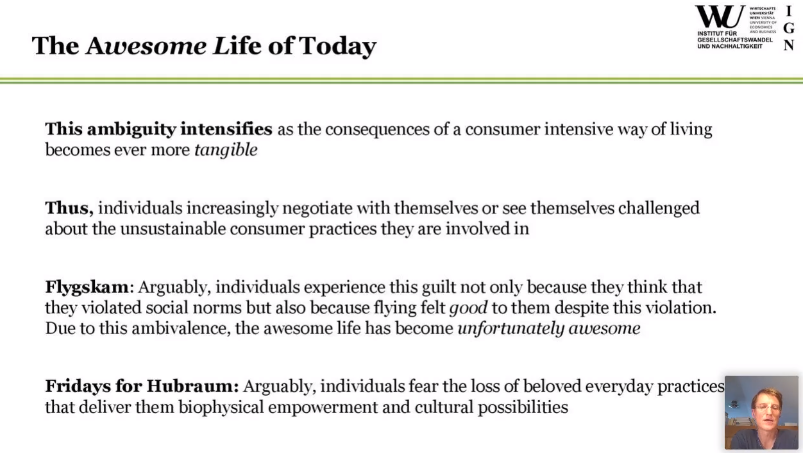 The Awesome Life of Today
WU
WIRTSCHAFTS
UNIVERSITÄT
WIEN VIENNA
UNIVERSITY OF
ECONOMICS
AND BUSINESS
INSTITUT FÜR
GESELLSCHAFTSWANDEL
UND NACHHALTIGKEIT
I
G
N
This ambiguity intensifies as the consequences of a consumer intensive way of living
becomes ever more tangible
Thus, individuals increasingly negotiate with themselves or see themselves challenged
about the unsustainable consumer practices they are involved in
Flygskam: Arguably, individuals experience this guilt not only because they think that
they violated social norms but also because flying felt good to them despite this violation.
Due to this ambivalence, the awesome life has become unfortunately awesome
Fridays for Hubraum: Arguably, individuals fear the loss of beloved everyday practices
that deliver them biophysical empowerment and cultural possibilities